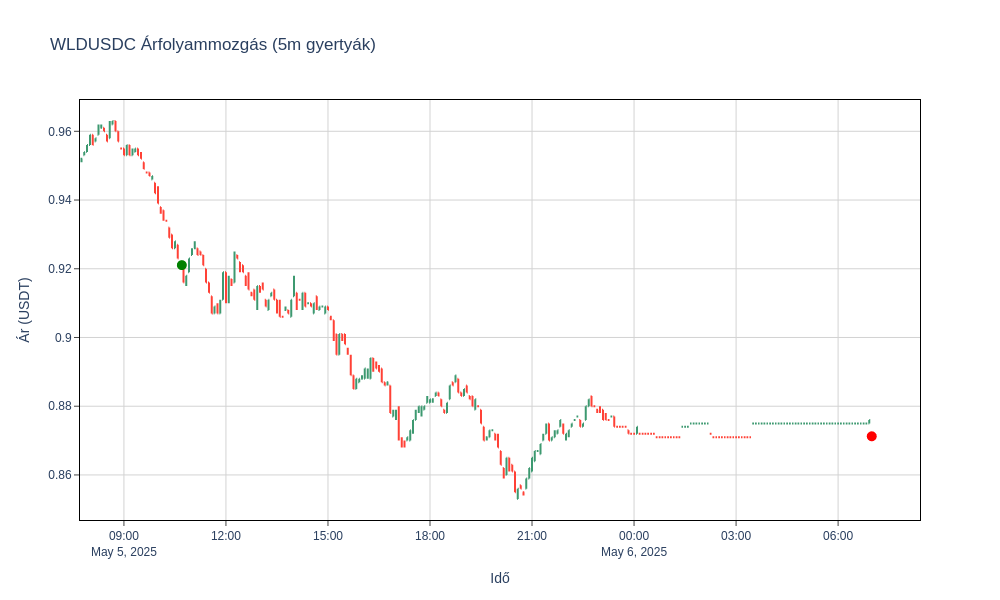 WLDUSDC Árfolyammozgás (5m gyertyák)
0.96
0.94
0.92
0.9
0.88
0.86
Ár (USDT)
09:00
May 5, 2025
12:00
15:00
18:00
21:00
00:00
May 6, 2025
03:00
06:00
Idő